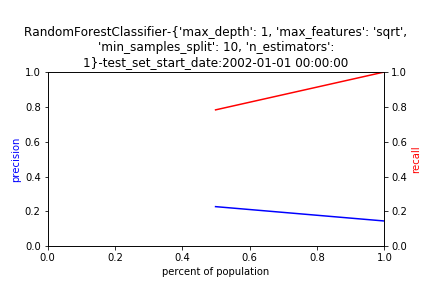 RandomForestClassifier-{'max_depth': 1, 'max_features': 'sqrt',
'min_samples_split': 10, 'n_estimators':
1}-test_set_start_date:2002-01-01 00:00:00
1.0
0.8
0.6
0.4
0.2
0.0
precision
1.0
0.8
0.6
0.4
0.2
0.0
recall
0.0 0.2 0.4 0.6 0.8 1.0
percent of population